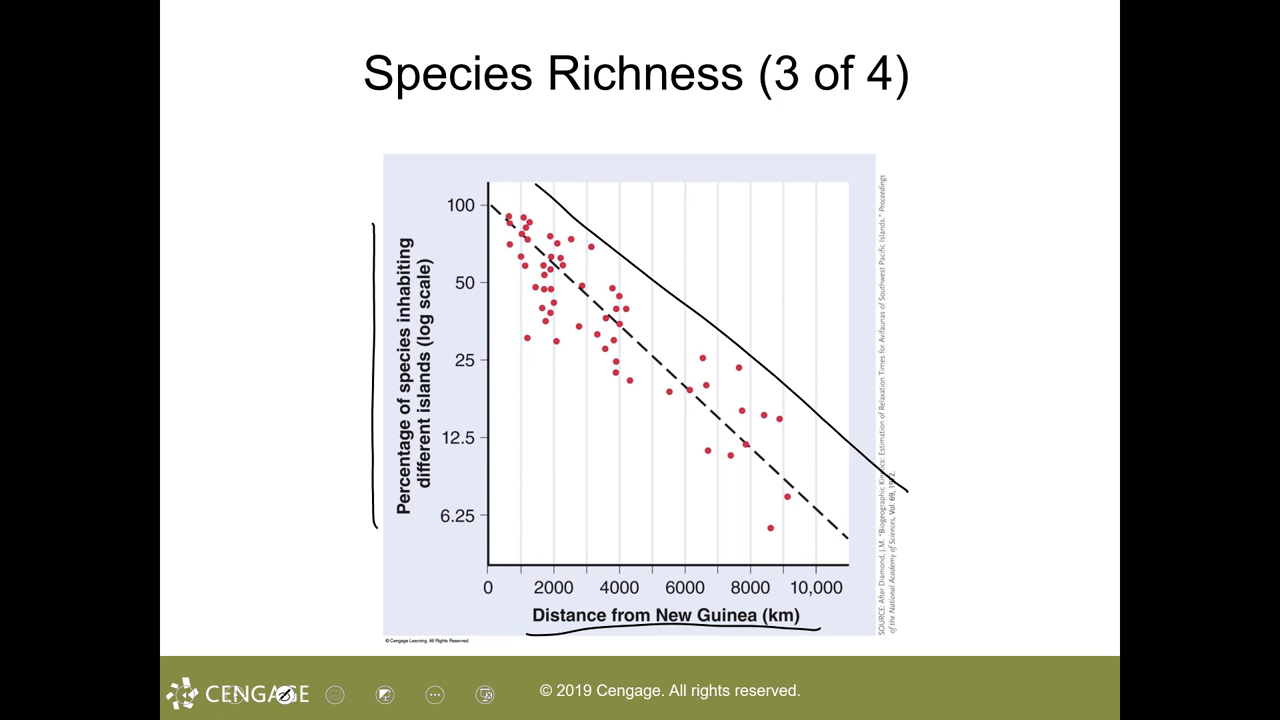 Species Richness (3 of 4)
Percentage of species inhabiting
different islands (log scale)
100
50
25
12.5
6.25
0 2000 4000 6000 8000 10,000
Distance from New Guinea (km)
SOURCE: After Diamond, J.M. "Biogeographic Kinetics: Estimation of Relaxation Times for Avifaunas of Southwest Pacific Islands." Proceedings
of the National Academy of Sciences, Vol. 69, 1972.
© Cengage Learning. All Rights Reserved.
CENGAGE
© 2019 Cengage. All rights reserved.